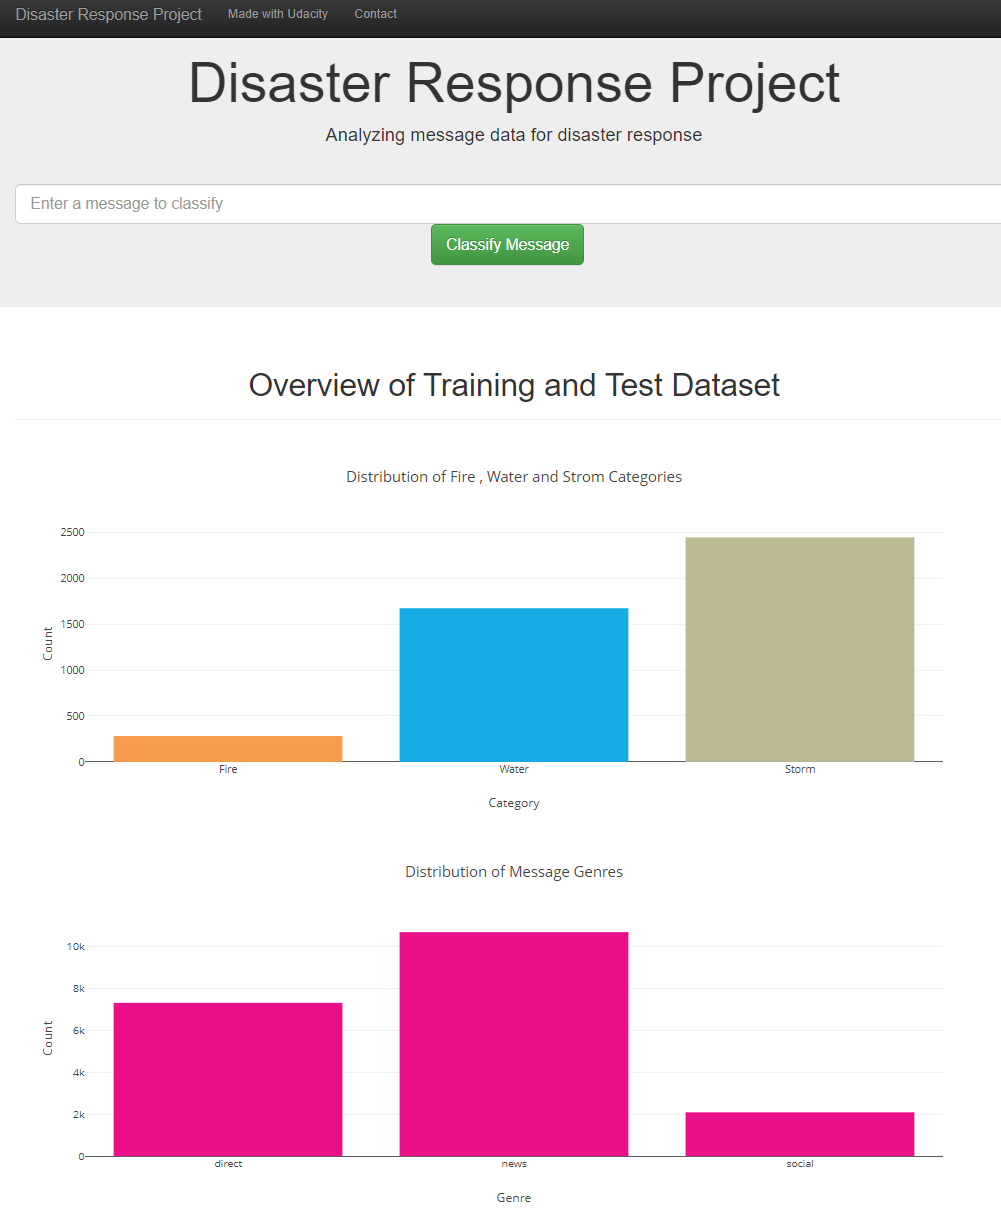 Disaster Response Project Made with Udacity Contact
Disaster Response Project
Analyzing message data for disaster response
Enter a message to classify
Classify Message
Overview of Training and Test Dataset
Distribution of Fire , Water and Strom Categories
2500
2000
1500
1000
500
0
Count
Fire Water Storm
Category
Distribution of Message Genres
10k
8k
6k
4k
2k
0
Count
direct news social
Genre